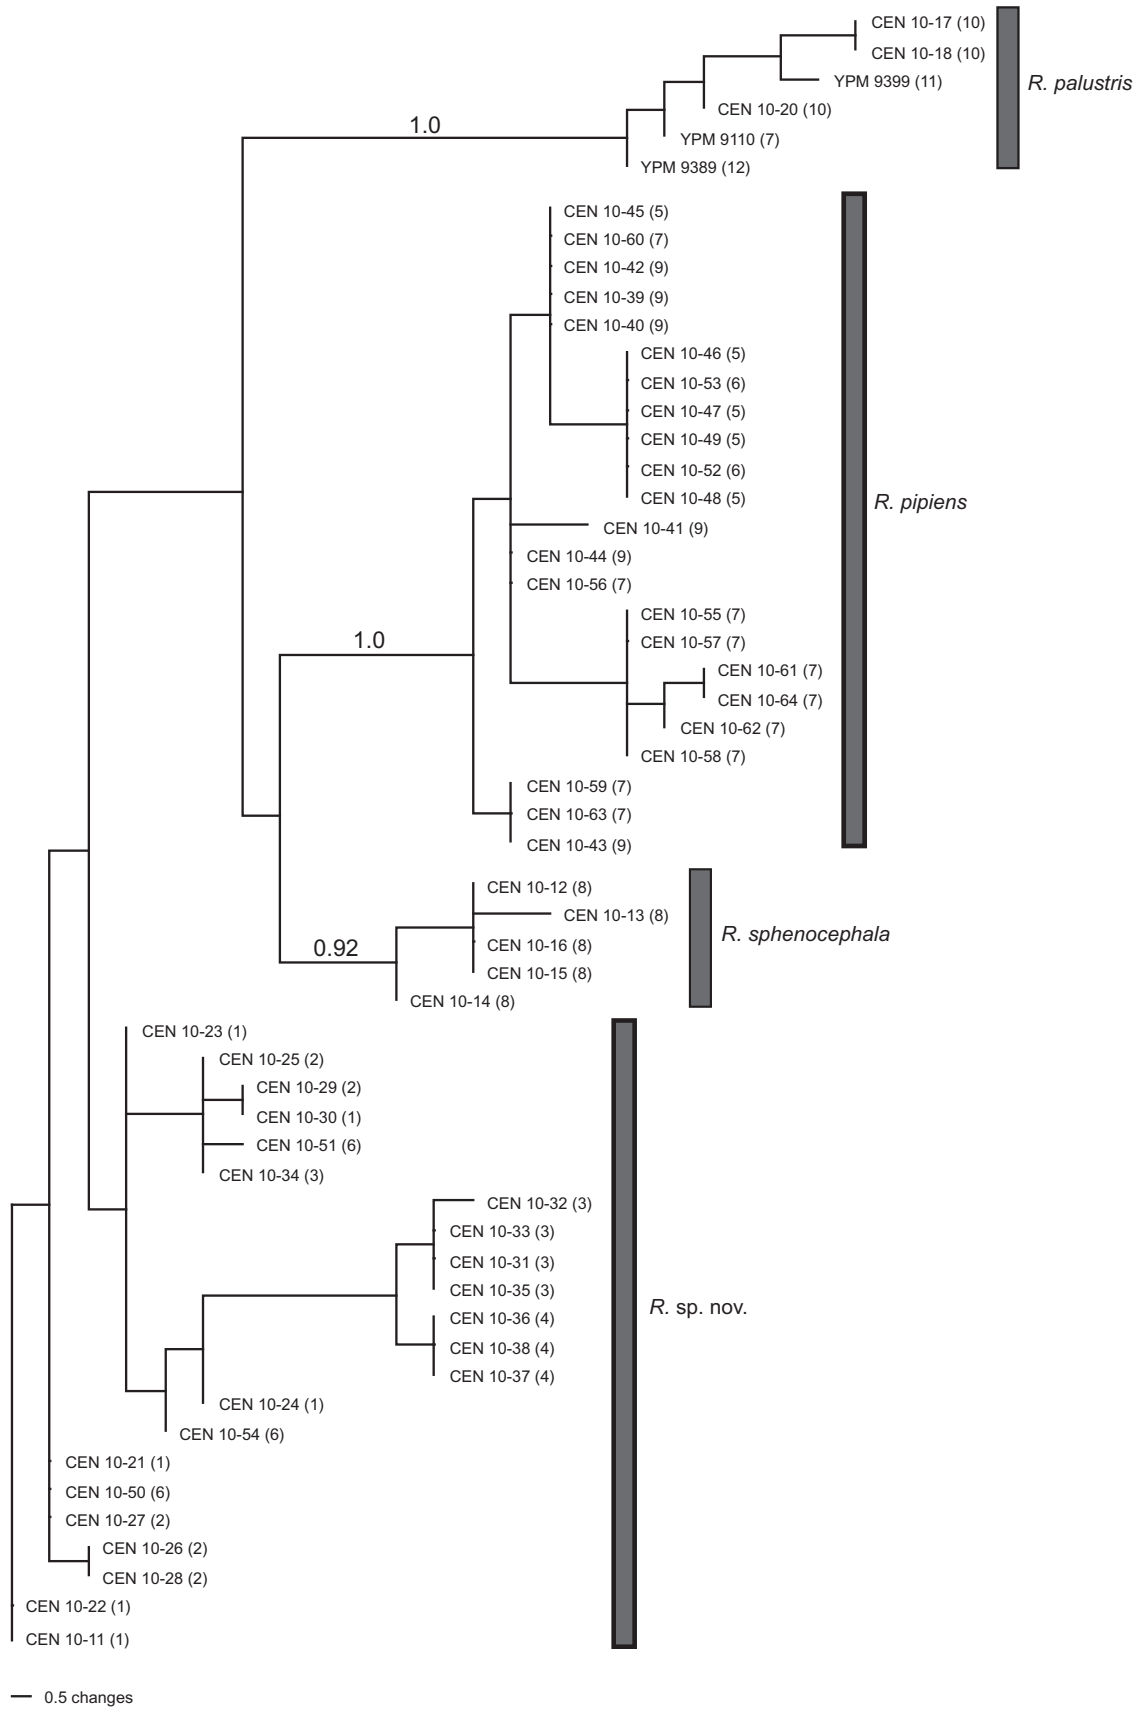 CEN 10-17 (10)
CEN 10-18 (10)
YPM 9399 (11)
R. palustris
CEN 10-20 (10)
1.0
YPM 9110 (7)
YPM 9389 (12)
CEN 10-45 (5)
CEN 10-60 (7)
CEN 10-42 (9)
CEN 10-39 (9)
CEN 10-40 (9)
CEN 10-46 (5)
CEN 10-53 (6)
CEN 10-47 (5)
CEN 10-49 (5)
CEN 10-52 (6)
CEN 10-48 (5)
R. pipiens
CEN 10-41 (9)
CEN 10-44 (9)
CEN 10-56 (7)
CEN 10-55 (7)
1.0
CEN 10-57 (7)
CEN 10-61 (7)
CEN 10-64 (7)
CEN 10-62 (7)
CEN 10-58 (7)
CEN 10-59 (7)
CEN 10-63 (7)
CEN 10-43 (9)
CEN 10-12 (8)
CEN 10-13 (8)
R. sphenocephala
0.92
CEN 10-16 (8)
CEN 10-15 (8)
CEN 10-14 (8)
CEN 10-23 (1)
CEN 10-25 (2)
CEN 10-29 (2)
CEN 10-30 (1)
CEN 10-51 (6)
CEN 10-34 (3)
CEN 10-32 (3)
CEN 10-33 (3)
CEN 10-31 (3)
CEN 10-35 (3)
R. sp. nov.
CEN 10-36 (4)
CEN 10-38 (4)
CEN 10-37 (4)
CEN 10-24 (1)
CEN 10-54 (6)
CEN 10-21 (1)
CEN 10-50 (6)
CEN 10-27 (2)
CEN 10-26 (2)
CEN 10-28 (2)
CEN 10-22 (1)
CEN 10-11 (1)
0.5 changes